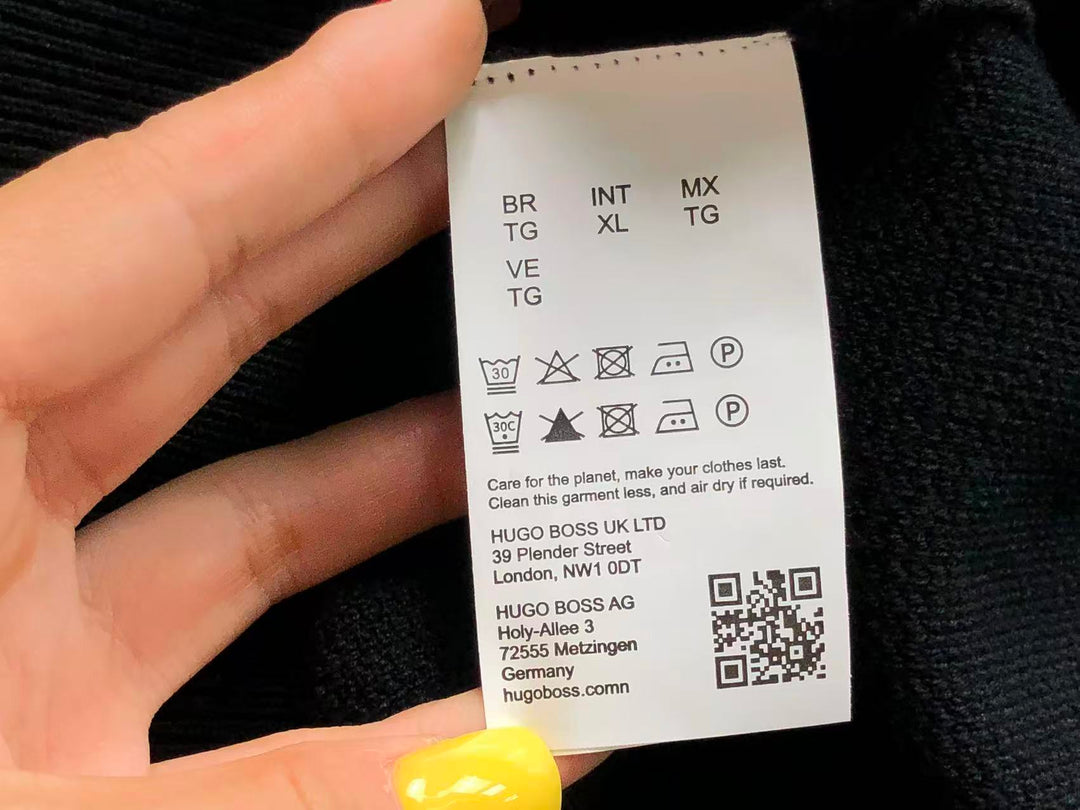 BR INT MX
TG XL TG
VE
TG
30 P
30C P
Care for the planet, make your clothes last.
Clean this garment less, and air dry if required.
HUGO BOSS UK LTD
39 Plender Street
London, NW1 0DT
HUGO BOSS AG
Holy-Allee 3
72555 Metzingen
Germany
hugoboss.comn